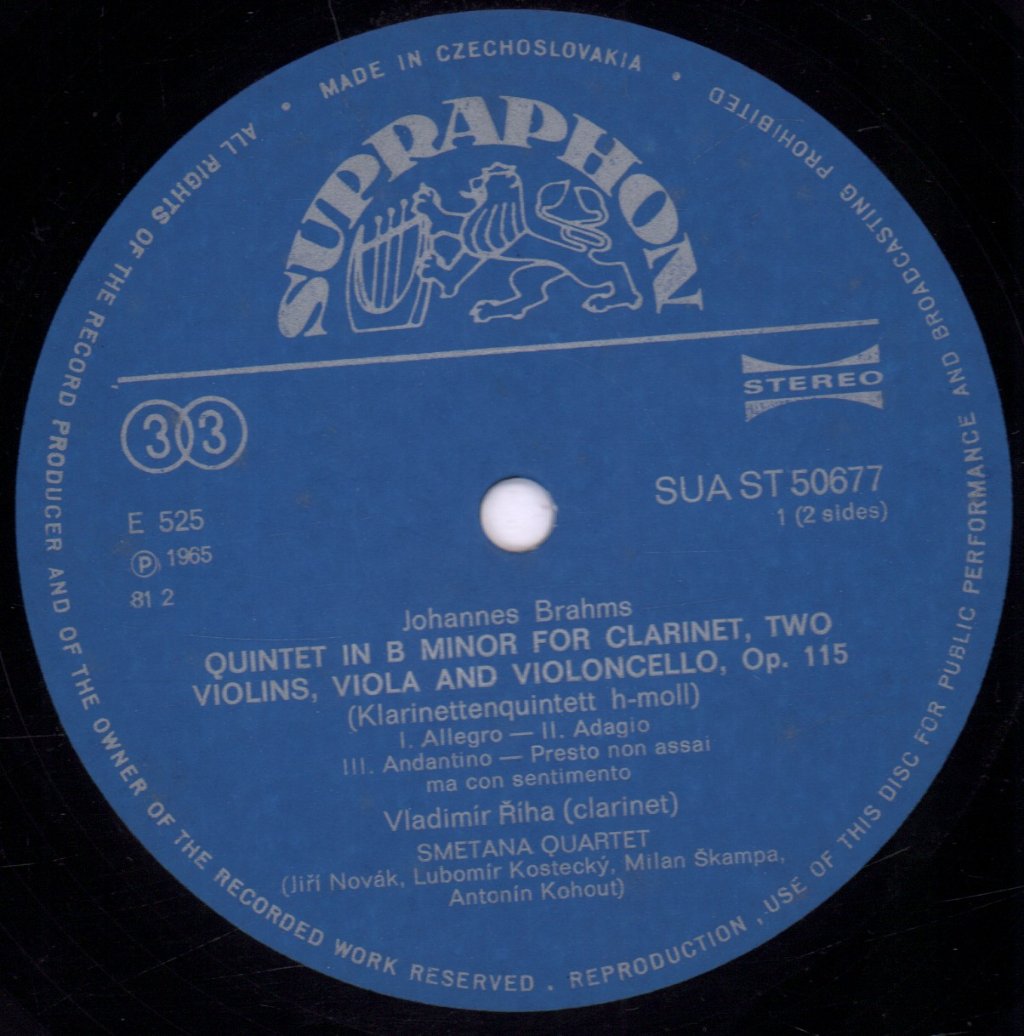 MADE IN CZECHOSLOVAKIA
ALL RIGHTS OF THE RECORD PRODUCER AND OF THE OWNER OF THE RECORDED WORK RESERVED . REPRODUCTION , USE OF THIS DISC FOR PUBLIC PERFORMANCE AND BROADCASTING PROHIBITED
SUPRAPHON
STEREO
33
SUA ST 50677
1 (2 sides)
E 525
Ⓟ 1965
81 2
Johannes Brahms
QUINTET IN B MINOR FOR CLARINET, TWO
VIOLINS, VIOLA AND VIOLONCELLO, Op. 115
(Klarinettenquintett h-moll)
I. Allegro — II. Adagio
III. Andantino — Presto non assai
ma con sentimento
Vladimír Říha (clarinet)
SMETANA QUARTET
(Jiří Novák, Lubomír Kostecký, Milan Škampa,
Antonín Kohout)